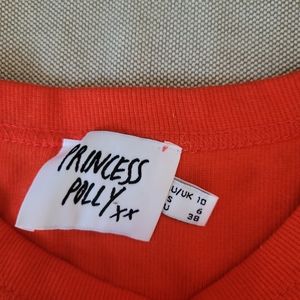 PRINCESS
POLLY xx
U/UK 10
S 6
U 38